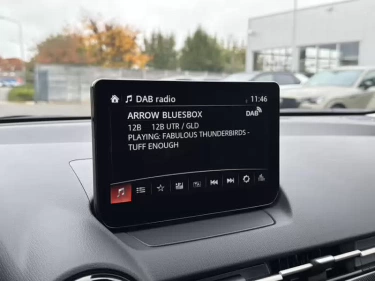 DAB radio 11:46
ARROW BLUESBOX
DAB
12B 12B UTR / GLD
PLAYING: FABULOUS THUNDERBIRDS -
TUFF ENOUGH